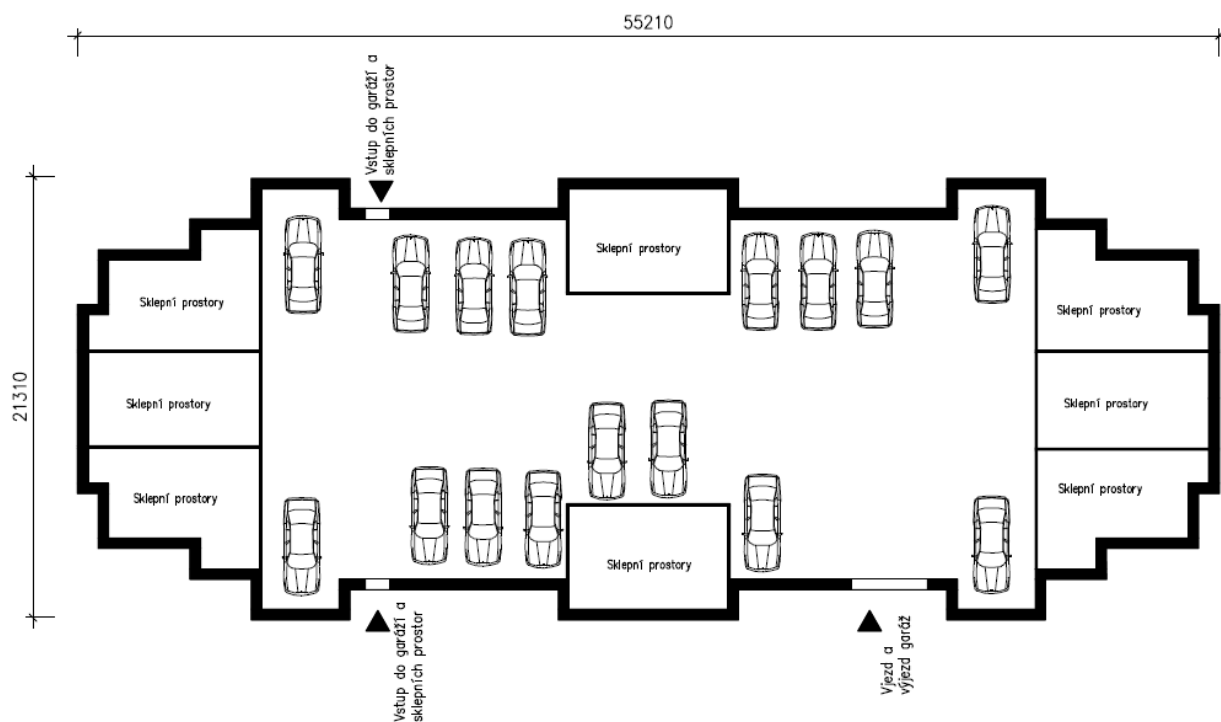 55210
Vstup do garáží a
sklepních prostor
21310
Sklepní prostory
Sklepní prostory
Sklepní prostory
Sklepní prostory
Sklepní prostory
Sklepní prostory
Sklepní prostory
Sklepní prostory
Vstup do garáží a
sklepních prostor
Vjezd a
výjezd garáž